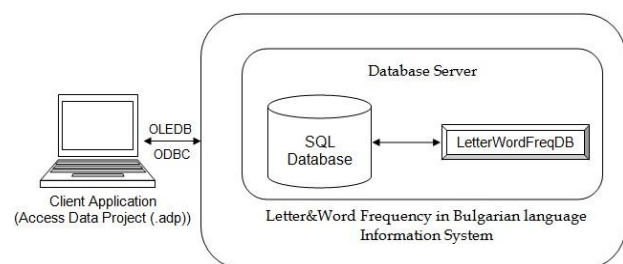 Database Server
OLEDB
ODBC
SQL
Database
LetterWordFreqDB
Client Application
(Access Data Project (.adp))
Letter&Word Frequency in Bulgarian language
Information System